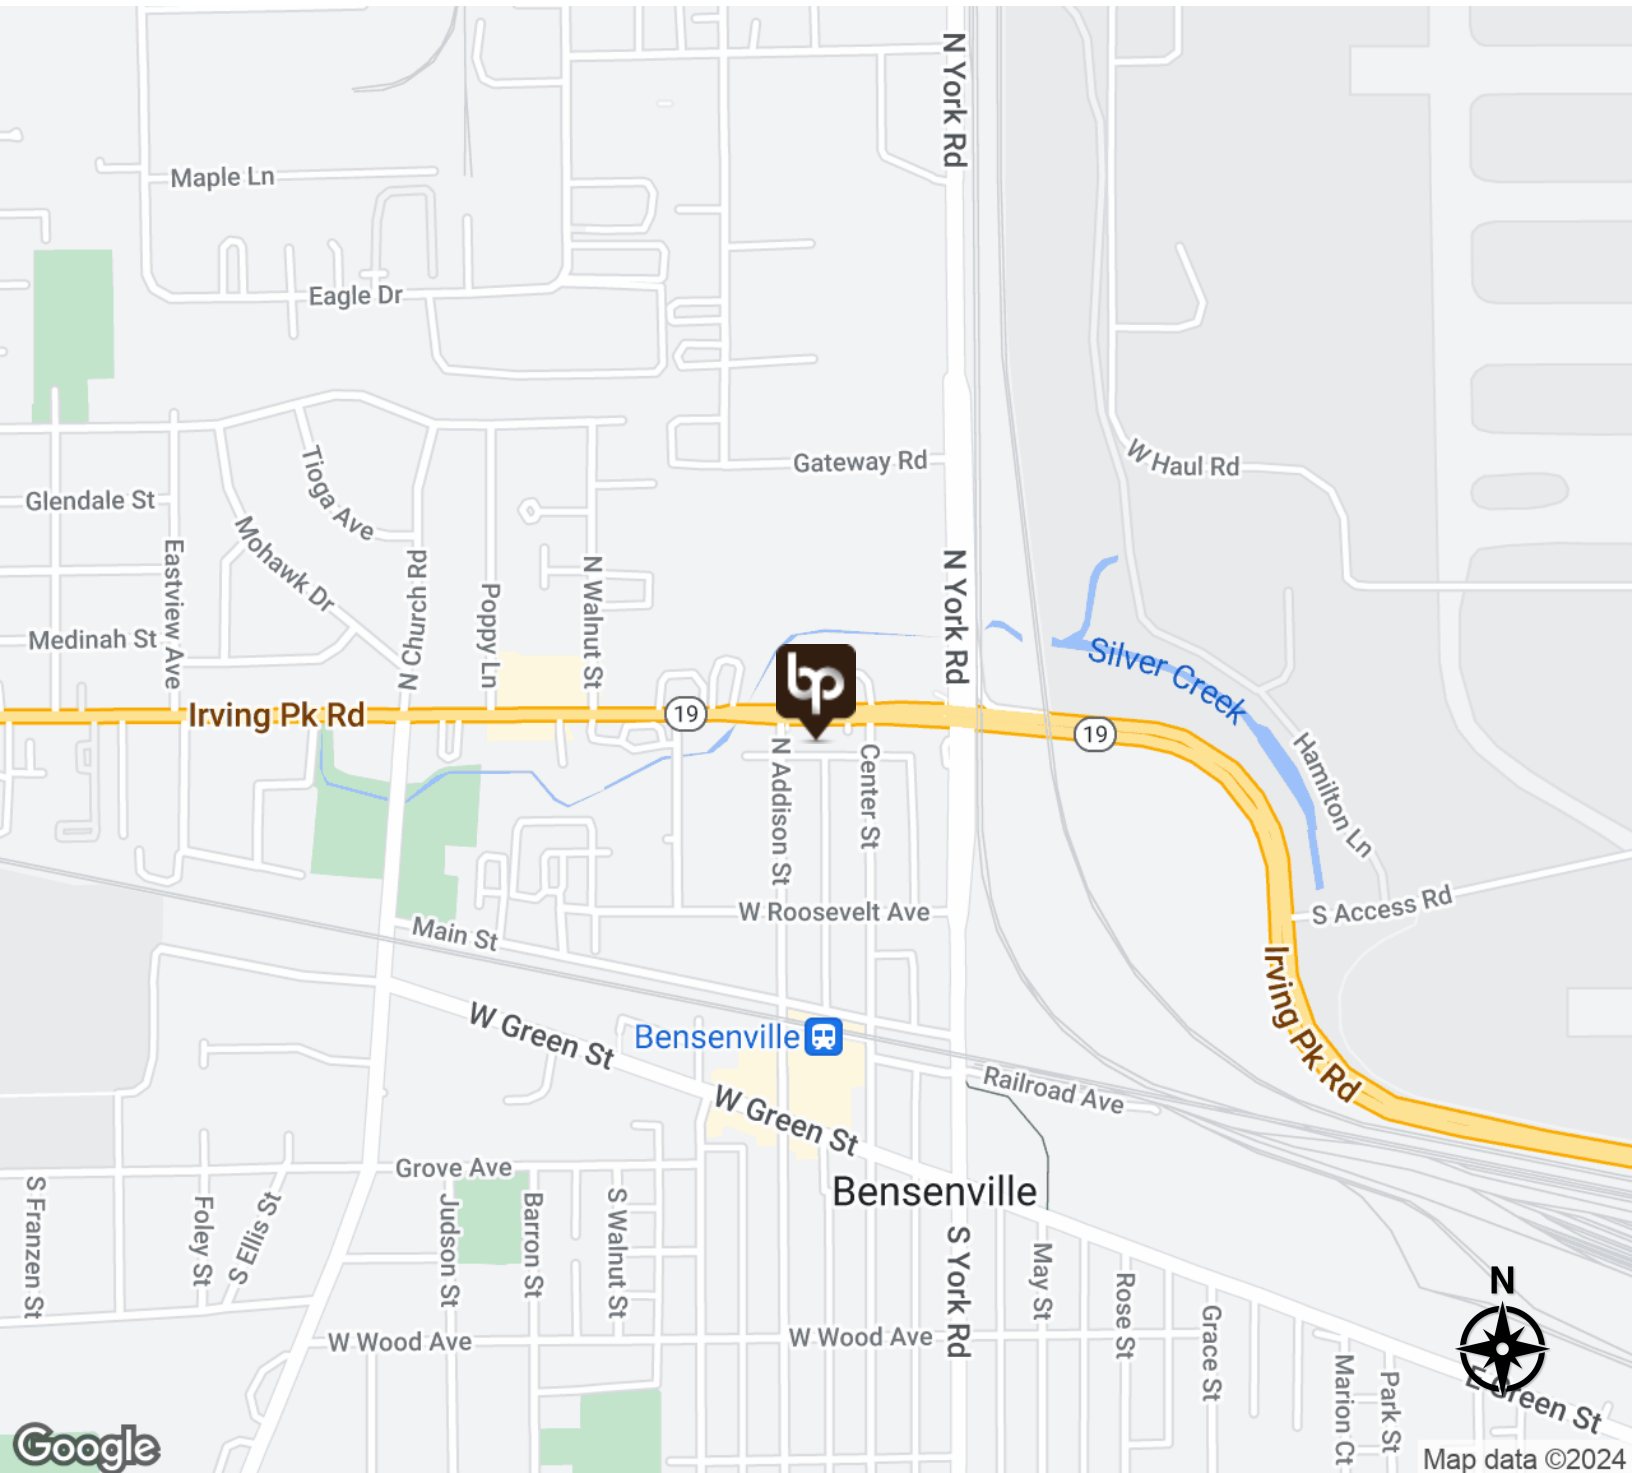 N York Rd
Maple Ln
Eagle Dr
Gateway Rd
W Haul Rd
Tioga Ave
Glendale St
Mohawk Dr
Eastview Ave
N Church Rd
Poppy Ln
N Walnut St
N York Rd
Medinah St
Silver Creek
bp
Irving Pk Rd
19
19
N Addison St
Center St
Hamilton Ln
W Roosevelt Ave
S Access Rd
Main St
Irving Pk Rd
W Green St
Bensenville
Railroad Ave
W Green St
Grove Ave
Bensenville
S Franzen St
Foley St
S Ellis St
Judson St
Barron St
S Walnut St
S York Rd
May St
Rose St
Grace St
N
W Wood Ave
W Wood Ave
Marion Ct
Park St
E Green St
Google
Map data ©2024